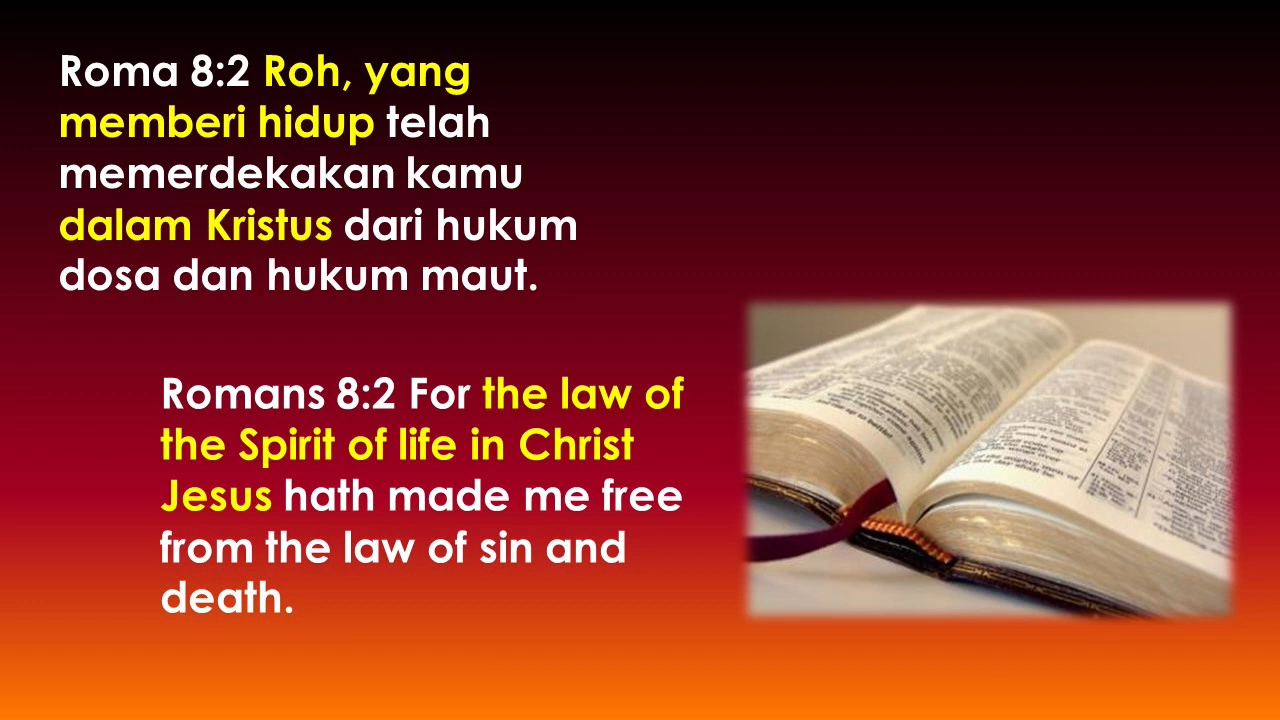 Roma 8:2 Roh, yang
memberi hidup telah
memerdekakan kamu
dalam Kristus dari hukum
dosa dan hukum maut.
Romans 8:2 For the law of
the Spirit of life in Christ
Jesus hath made me free
from the law of sin and
death.